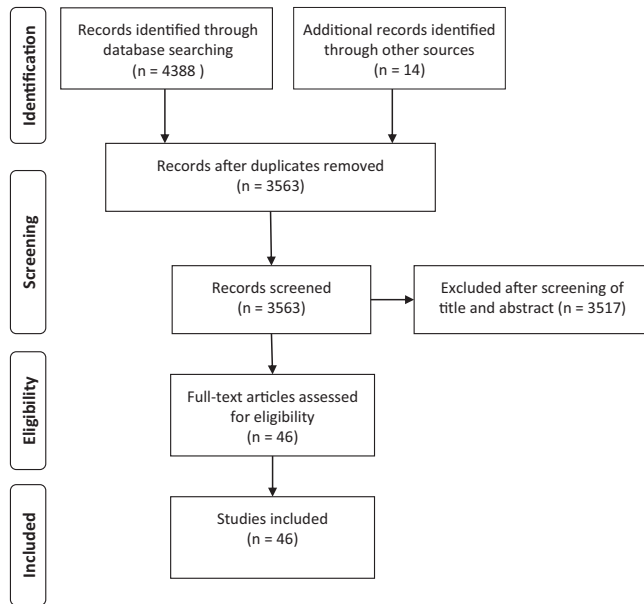 Identification
Records identified through
database searching
(n = 4388 )
Additional records identified
through other sources
(n = 14)
Screening
Records after duplicates removed
(n = 3563)
Records screened
(n = 3563)
Excluded after screening of
title and abstract (n = 3517)
Eligibility
Full-text articles assessed
for eligibility
(n = 46)
Included
Studies included
(n = 46)